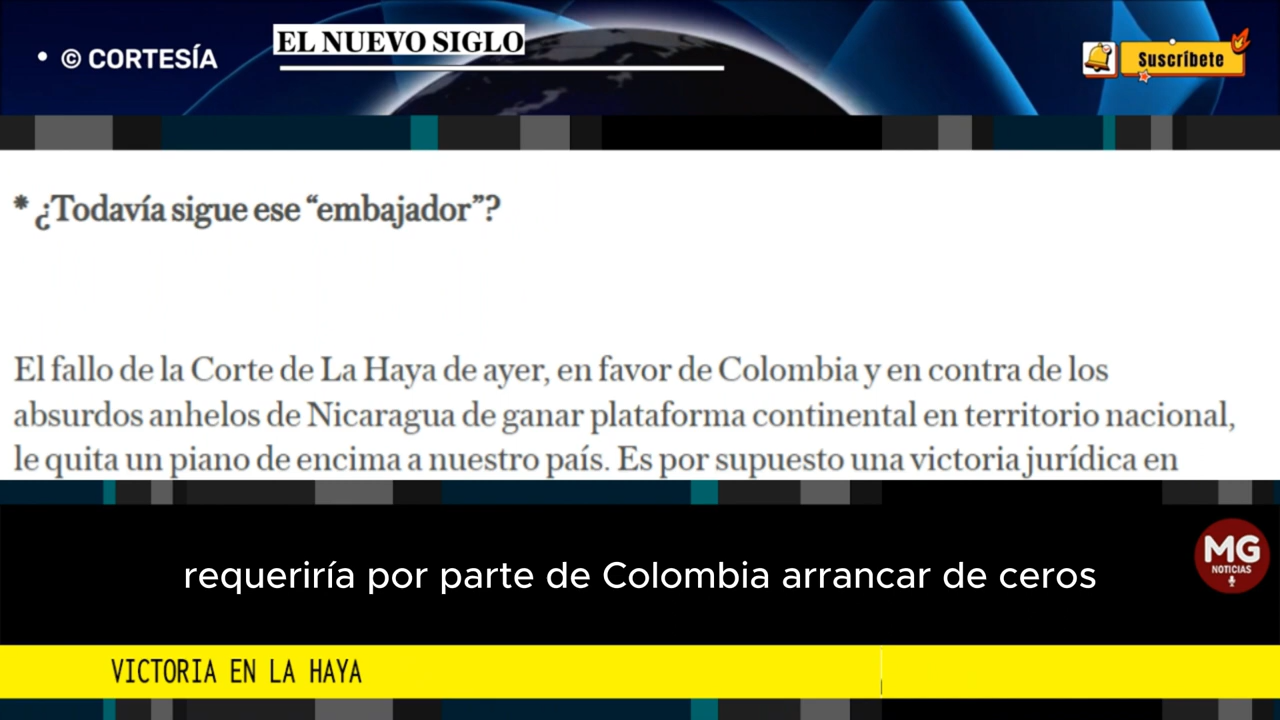 • © CORTESÍA
EL NUEVO SIGLO
Suscríbete
* ¿Todavía sigue ese “embajador”?
El fallo de la Corte de La Haya de ayer, en favor de Colombia y en contra de los
absurdos anhelos de Nicaragua de ganar plataforma continental en territorio nacional,
le quita un piano de encima a nuestro país. Es por supuesto una victoria jurídica en
MG
NOTICIAS
requeriría por parte de Colombia arrancar de ceros
VICTORIA EN LA HAYA